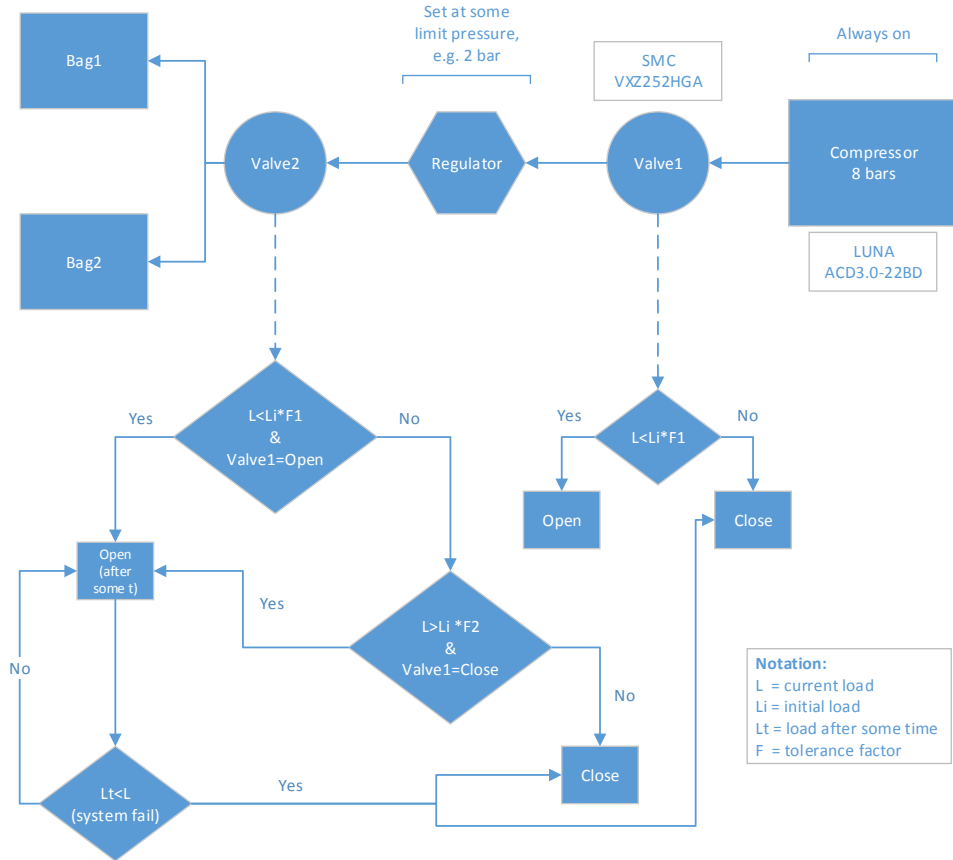 Set at some
limit pressure,
e.g. 2 bar
Always on
Bag1
SMC
VXZ252HGA
Valve2
Regulator
Valve1
Compressor
8 bars
Bag2
LUNA
ACD3.0-22BD
Yes
L<Li*F1
&
Valve1=Open
No
Yes
L<Li*F1
No
Open
Close
Open
(after
some t)
Yes
L>Li *F2
&
Valve1=Close
No
No
Notation:
L = current load
Li = initial load
Lt = load after some time
F = tolerance factor
Close
Yes
Lt<L
(system fail)